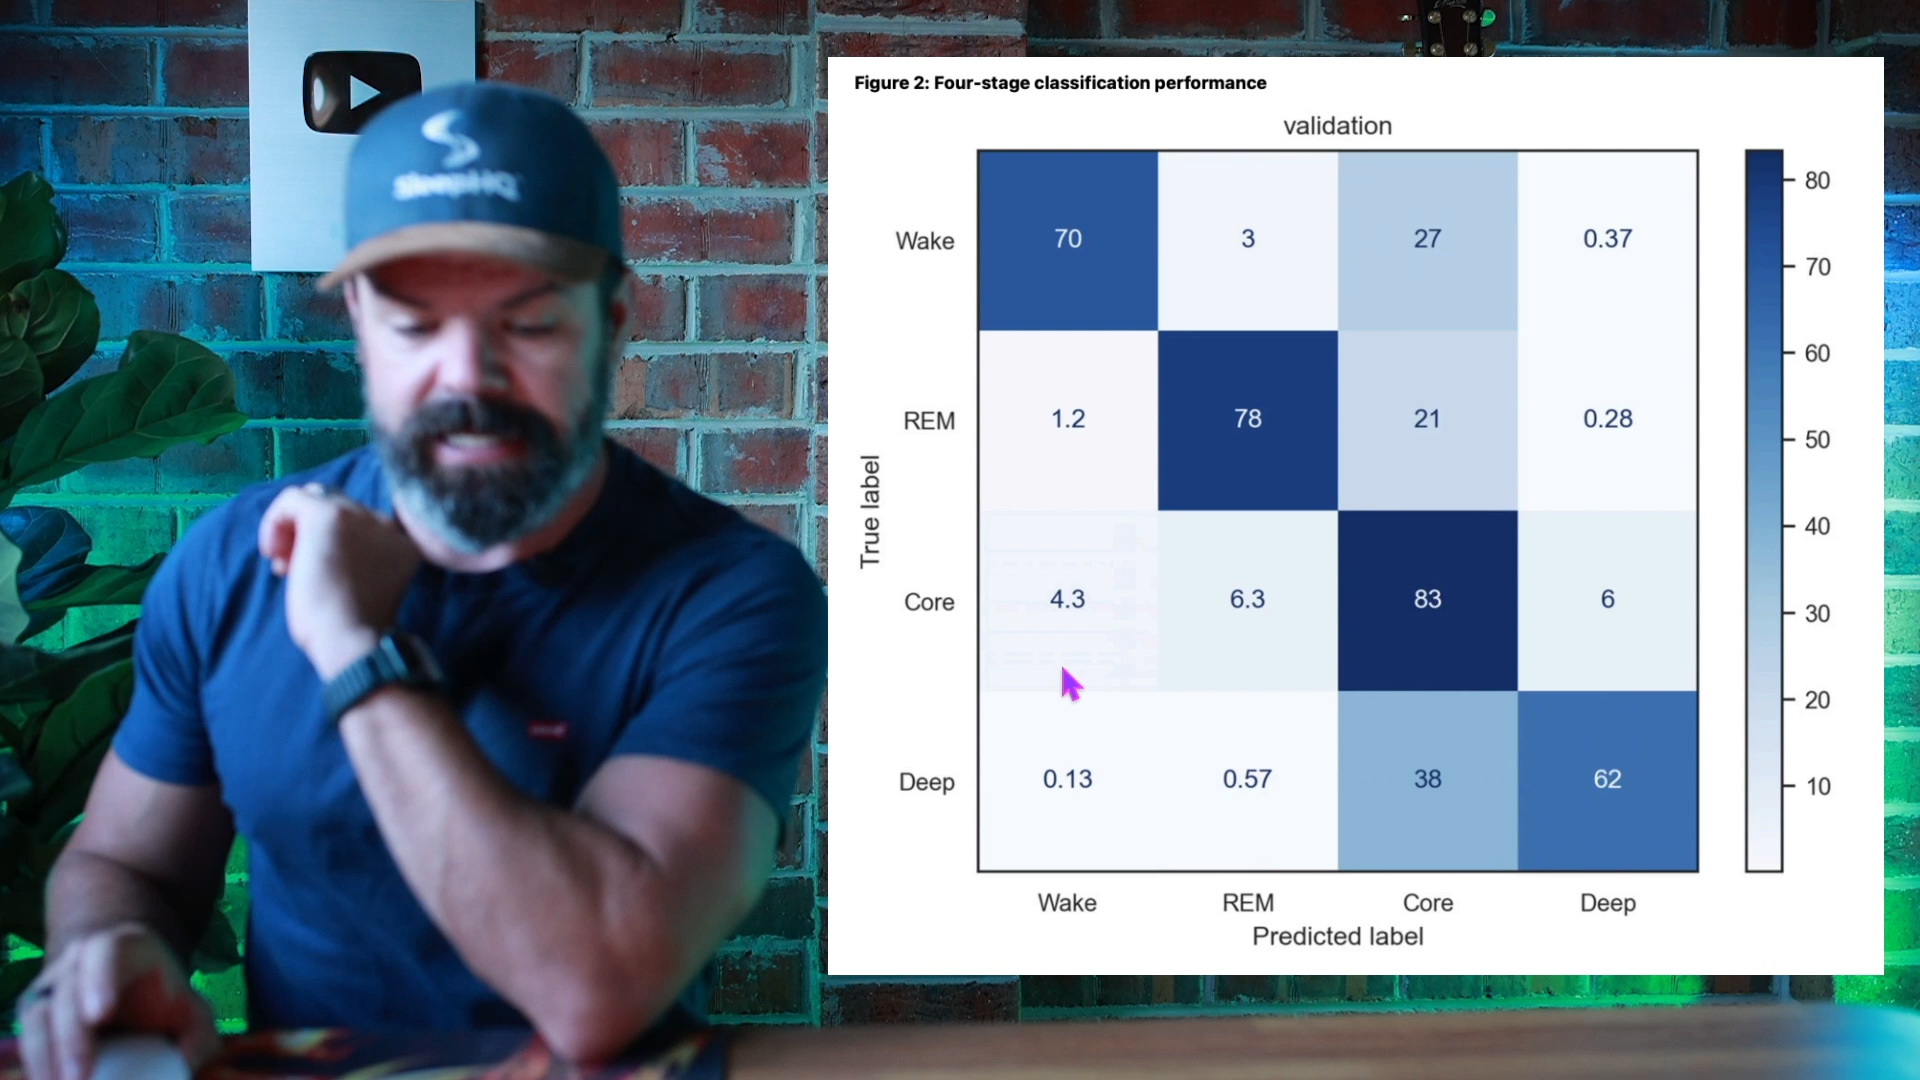 SleepHQ
Figure 2: Four-stage classification performance
validation
Wake 70 3 27 0.37
REM 1.2 78 21 0.28
Core 4.3 6.3 83 6
Deep 0.13 0.57 38 62
Wake REM Core Deep
True label
Predicted label
80
70
60
50
40
30
20
10